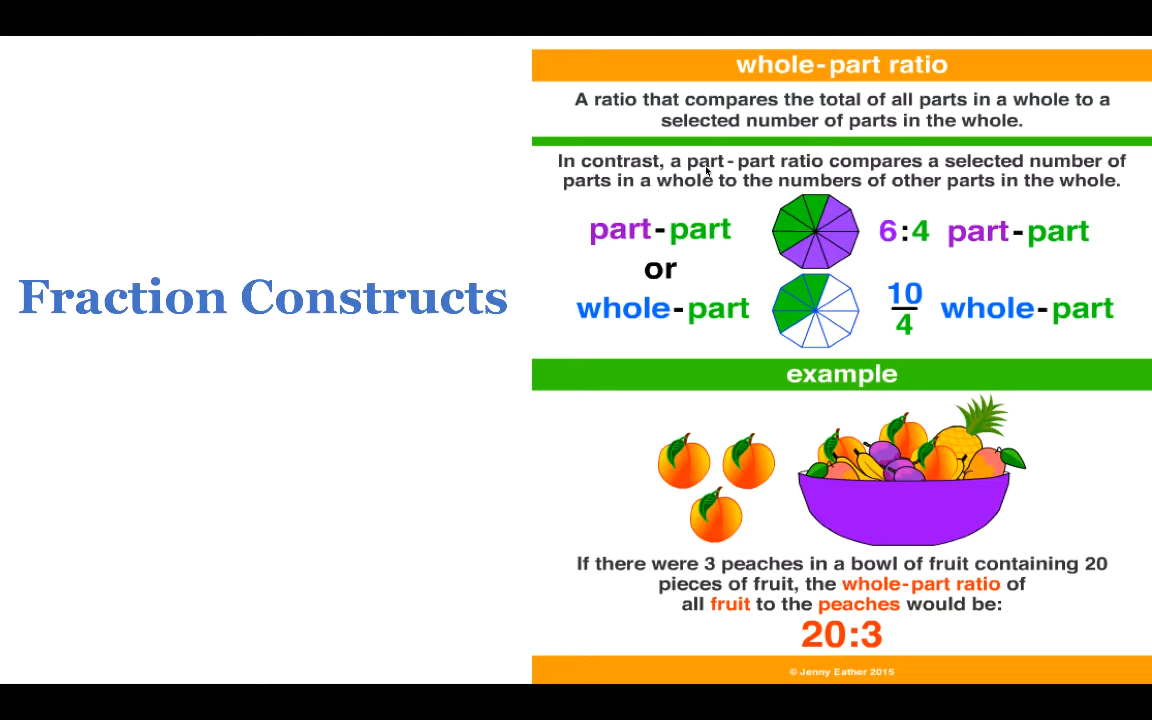 Fraction Constructs
whole-part ratio
A ratio that compares the total of all parts in a whole to a
selected number of parts in the whole.
In contrast, a part-part ratio compares a selected number of
parts in a whole to the numbers of other parts in the whole.
part-part
or
whole-part
6:4 part-part
10
4
whole-part
example
If there were 3 peaches in a bowl of fruit containing 20
pieces of fruit, the whole-part ratio of
all fruit to the peaches would be:
20:3
© Jenny Eather 2015